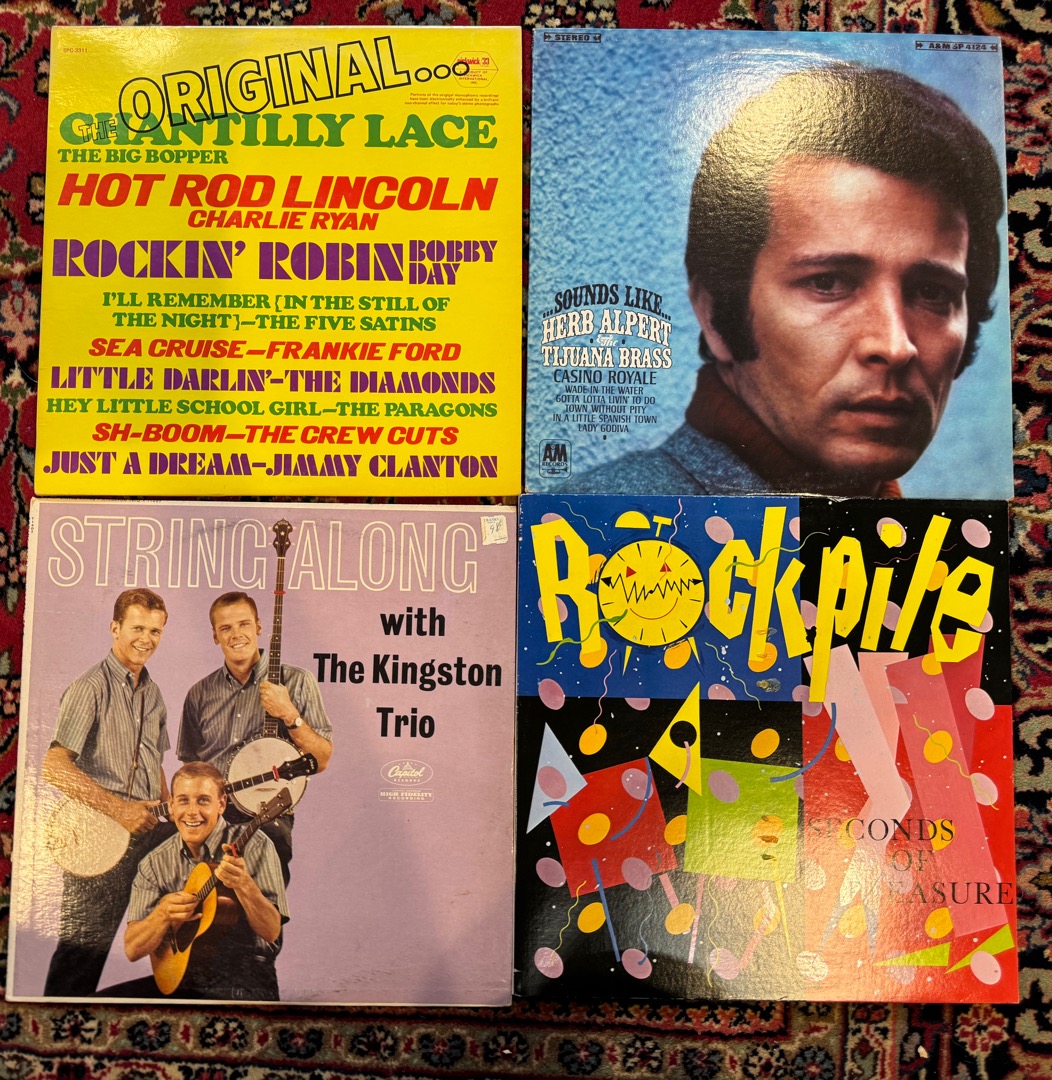 SPC-3311
THE ORIGINAL...
pickwick/33
CHANTILLY LACE
THE BIG BOPPER
HOT ROD LINCOLN
CHARLIE RYAN
ROCKIN' ROBIN BOBBY DAY
I'LL REMEMBER {IN THE STILL OF
THE NIGHT}—THE FIVE SATINS
SEA CRUISE—FRANKIE FORD
LITTLE DARLIN'—THE DIAMONDS
HEY LITTLE SCHOOL GIRL—THE PARAGONS
SH-BOOM—THE CREW CUTS
JUST A DREAM—JIMMY CLANTON
STEREO
A&M SP 4124
...SOUNDS LIKE...
HERB ALPERT
& The
TIJUANA BRASS
CASINO ROYALE
WADE IN THE WATER
GOTTA LOTTA LIVIN' TO DO
TOWN WITHOUT PITY
IN A LITTLE SPANISH TOWN
LADY GODIVA
AM
RECORDS
STRING ALONG
with
The Kingston
Trio
Capitol
RECORDS
HIGH FIDELITY
RECORDING
Rockpile
SECONDS
OF
PLEASURE